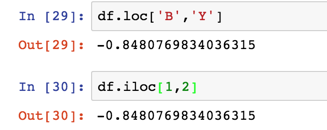 In [29]: df.loc['B','Y']
Out[29]: -0.8480769834036315
In [30]: df.iloc[1,2]
Out[30]: -0.8480769834036315